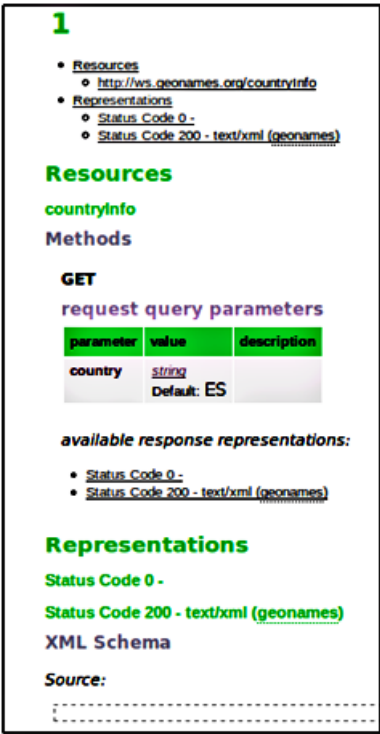 1
Resources
http://ws.geonames.org/countryInfo
Representations
Status Code 0 -
Status Code 200 - text/xml (geonames)
Resources
countryInfo
Methods
GET
request query parameters
parameter value description
country string
Default: ES
available response representations:
Status Code 0 -
Status Code 200 - text/xml (geonames)
Representations
Status Code 0 -
Status Code 200 - text/xml (geonames)
XML Schema
Source: